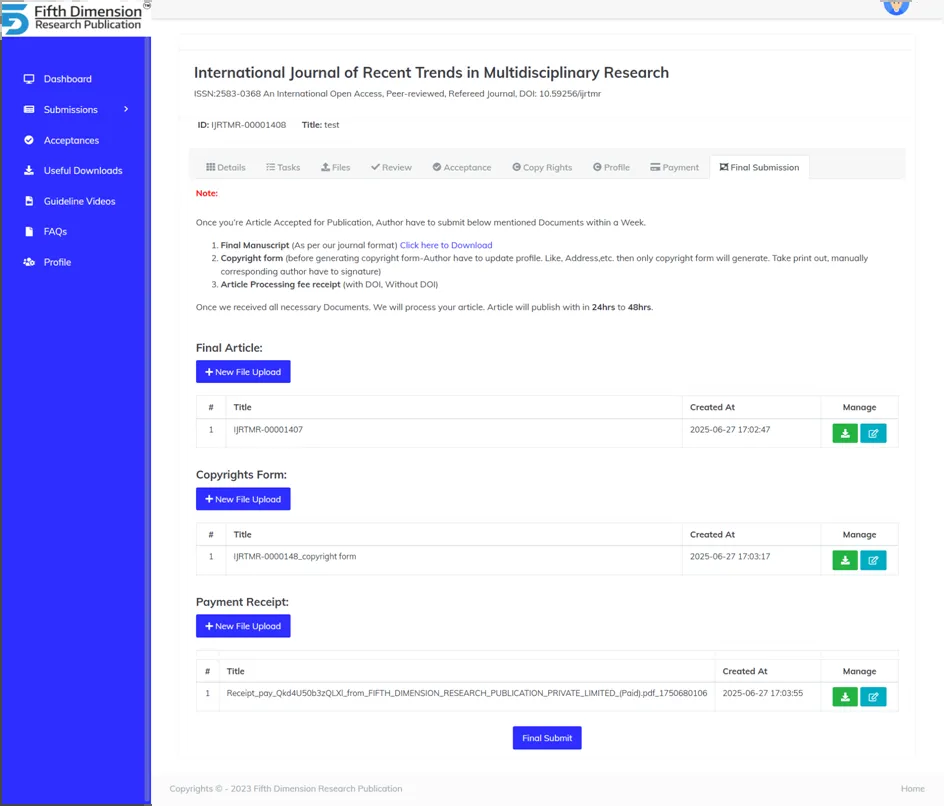 Fifth Dimension
Research Publication
TM
Dashboard
Submissions
Acceptances
Useful Downloads
Guideline Videos
FAQs
Profile
International Journal of Recent Trends in Multidisciplinary Research
ISSN:2583-0368 An International Open Access, Peer-reviewed, Refereed Journal, DOI: 10.59256/ijrtmr
ID: IJRTMR-00001408 Title: test
Details Tasks Files Review Acceptance Copy Rights Profile Payment Final Submission
Note:
Once you're Article Accepted for Publication, Author have to submit below mentioned Documents within a Week.
1. Final Manuscript (As per our journal format) Click here to Download
2. Copyright form (before generating copyright form-Author have to update profile. Like, Address,etc. then only copyright form will generate. Take print out, manually
corresponding author have to signature)
3. Article Processing fee receipt (with DOI, Without DOI)
Once we received all necessary Documents. We will process your article. Article will publish with in 24hrs to 48hrs.
Final Article:
New File Upload
# Title Created At Manage
1 IJRTMR-00001407 2025-06-27 17:02:47
Copyrights Form:
New File Upload
# Title Created At Manage
1 IJRTMR-0000148_copyright form 2025-06-27 17:03:17
Payment Receipt:
New File Upload
# Title Created At Manage
1 Receipt_pay_Qkd4U50b3zQLXl_from_FIFTH_DIMENSION_RESEARCH_PUBLICATION_PRIVATE_LIMITED_(Paid).pdf_1750680106 2025-06-27 17:03:55
Final Submit
Copyrights © - 2023 Fifth Dimension Research Publication Home